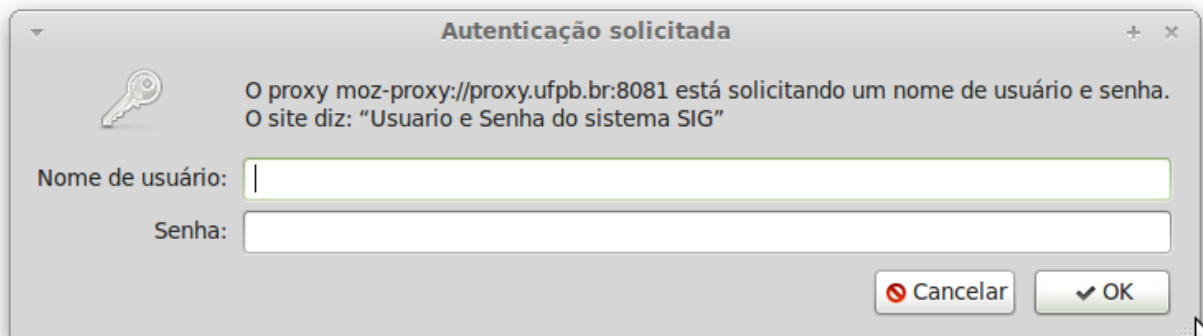 Autenticação solicitada
O proxy moz-proxy://proxy.ufpb.br:8081 está solicitando um nome de usuário e senha.
O site diz: “Usuario e Senha do sistema SIG”
Nome de usuário:
Senha:
Cancelar
OK